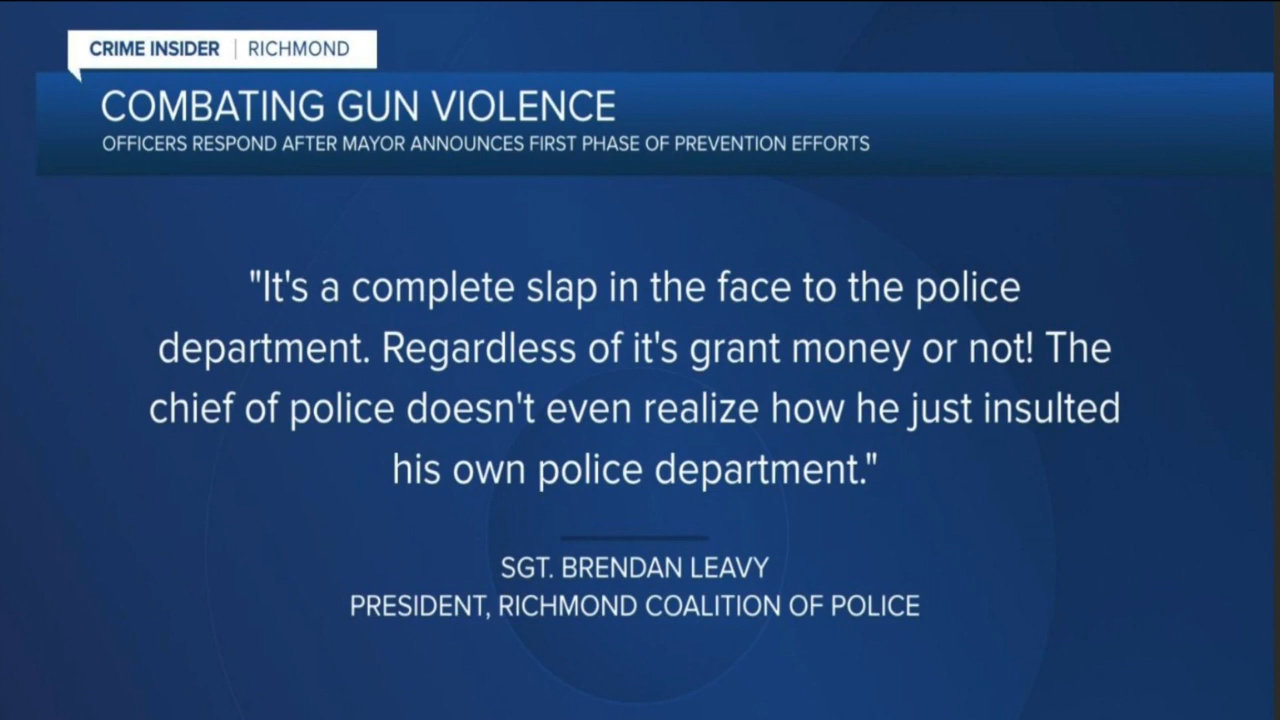 CRIME INSIDER | RICHMOND
COMBATING GUN VIOLENCE
OFFICERS RESPOND AFTER MAYOR ANNOUNCES FIRST PHASE OF PREVENTION EFFORTS
"It's a complete slap in the face to the police
department. Regardless of it's grant money or not! The
chief of police doesn't even realize how he just insulted
his own police department."
SGT. BRENDAN LEAVY
PRESIDENT, RICHMOND COALITION OF POLICE